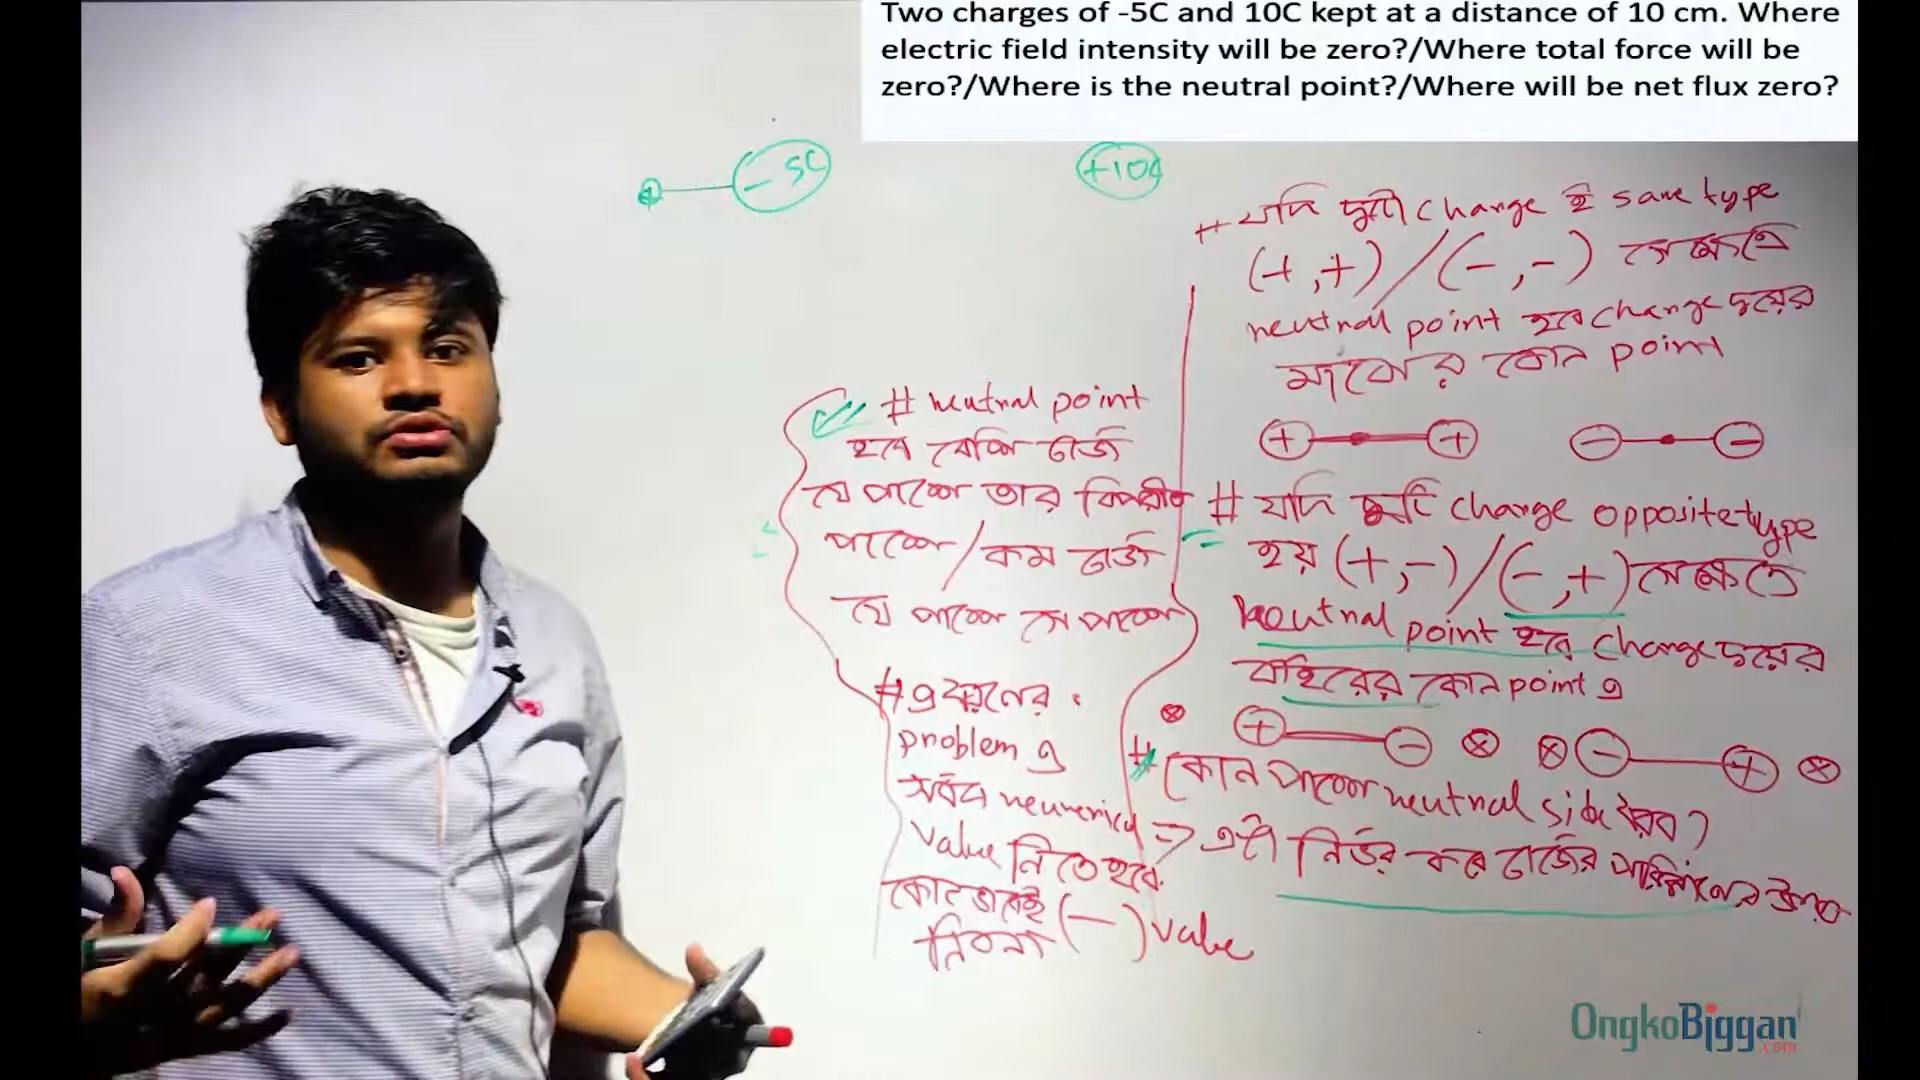 Two charges of -5C and 10C kept at a distance of 10 cm. Where
electric field intensity will be zero?/Where total force will be
zero?/Where is the neutral point?/Where will be net flux zero?
- 5C
+10C
# যদি দুটো charge ই same type
(+,+)/(-,-) সেক্ষেত্রে
neutral point হবে charge দ্বয়ের
মাঝের কোন point
+ +
- -
# যদি দুটি charge opposite type
হয় (+,-)/(-,+) সেক্ষেত্রে
neutral point হবে charge দ্বয়ের
বাহিরের কোন point এ
+ -
- +
# কোন পাশে neutral side ধরব?
=> এটা নির্ভর করে চার্জের পরিমাণের উপর
# neutral point
হবে বেশি চার্জ
যে পাশে তার বিপরীত
পাশে/কম চার্জ
যে পাশে সে পাশে
# এ ধরণের
problem এ
সর্বদা numerical
value নিতে হবে
কোনভাবেই
নিবনা (-) value
OngkoBiggan
.com